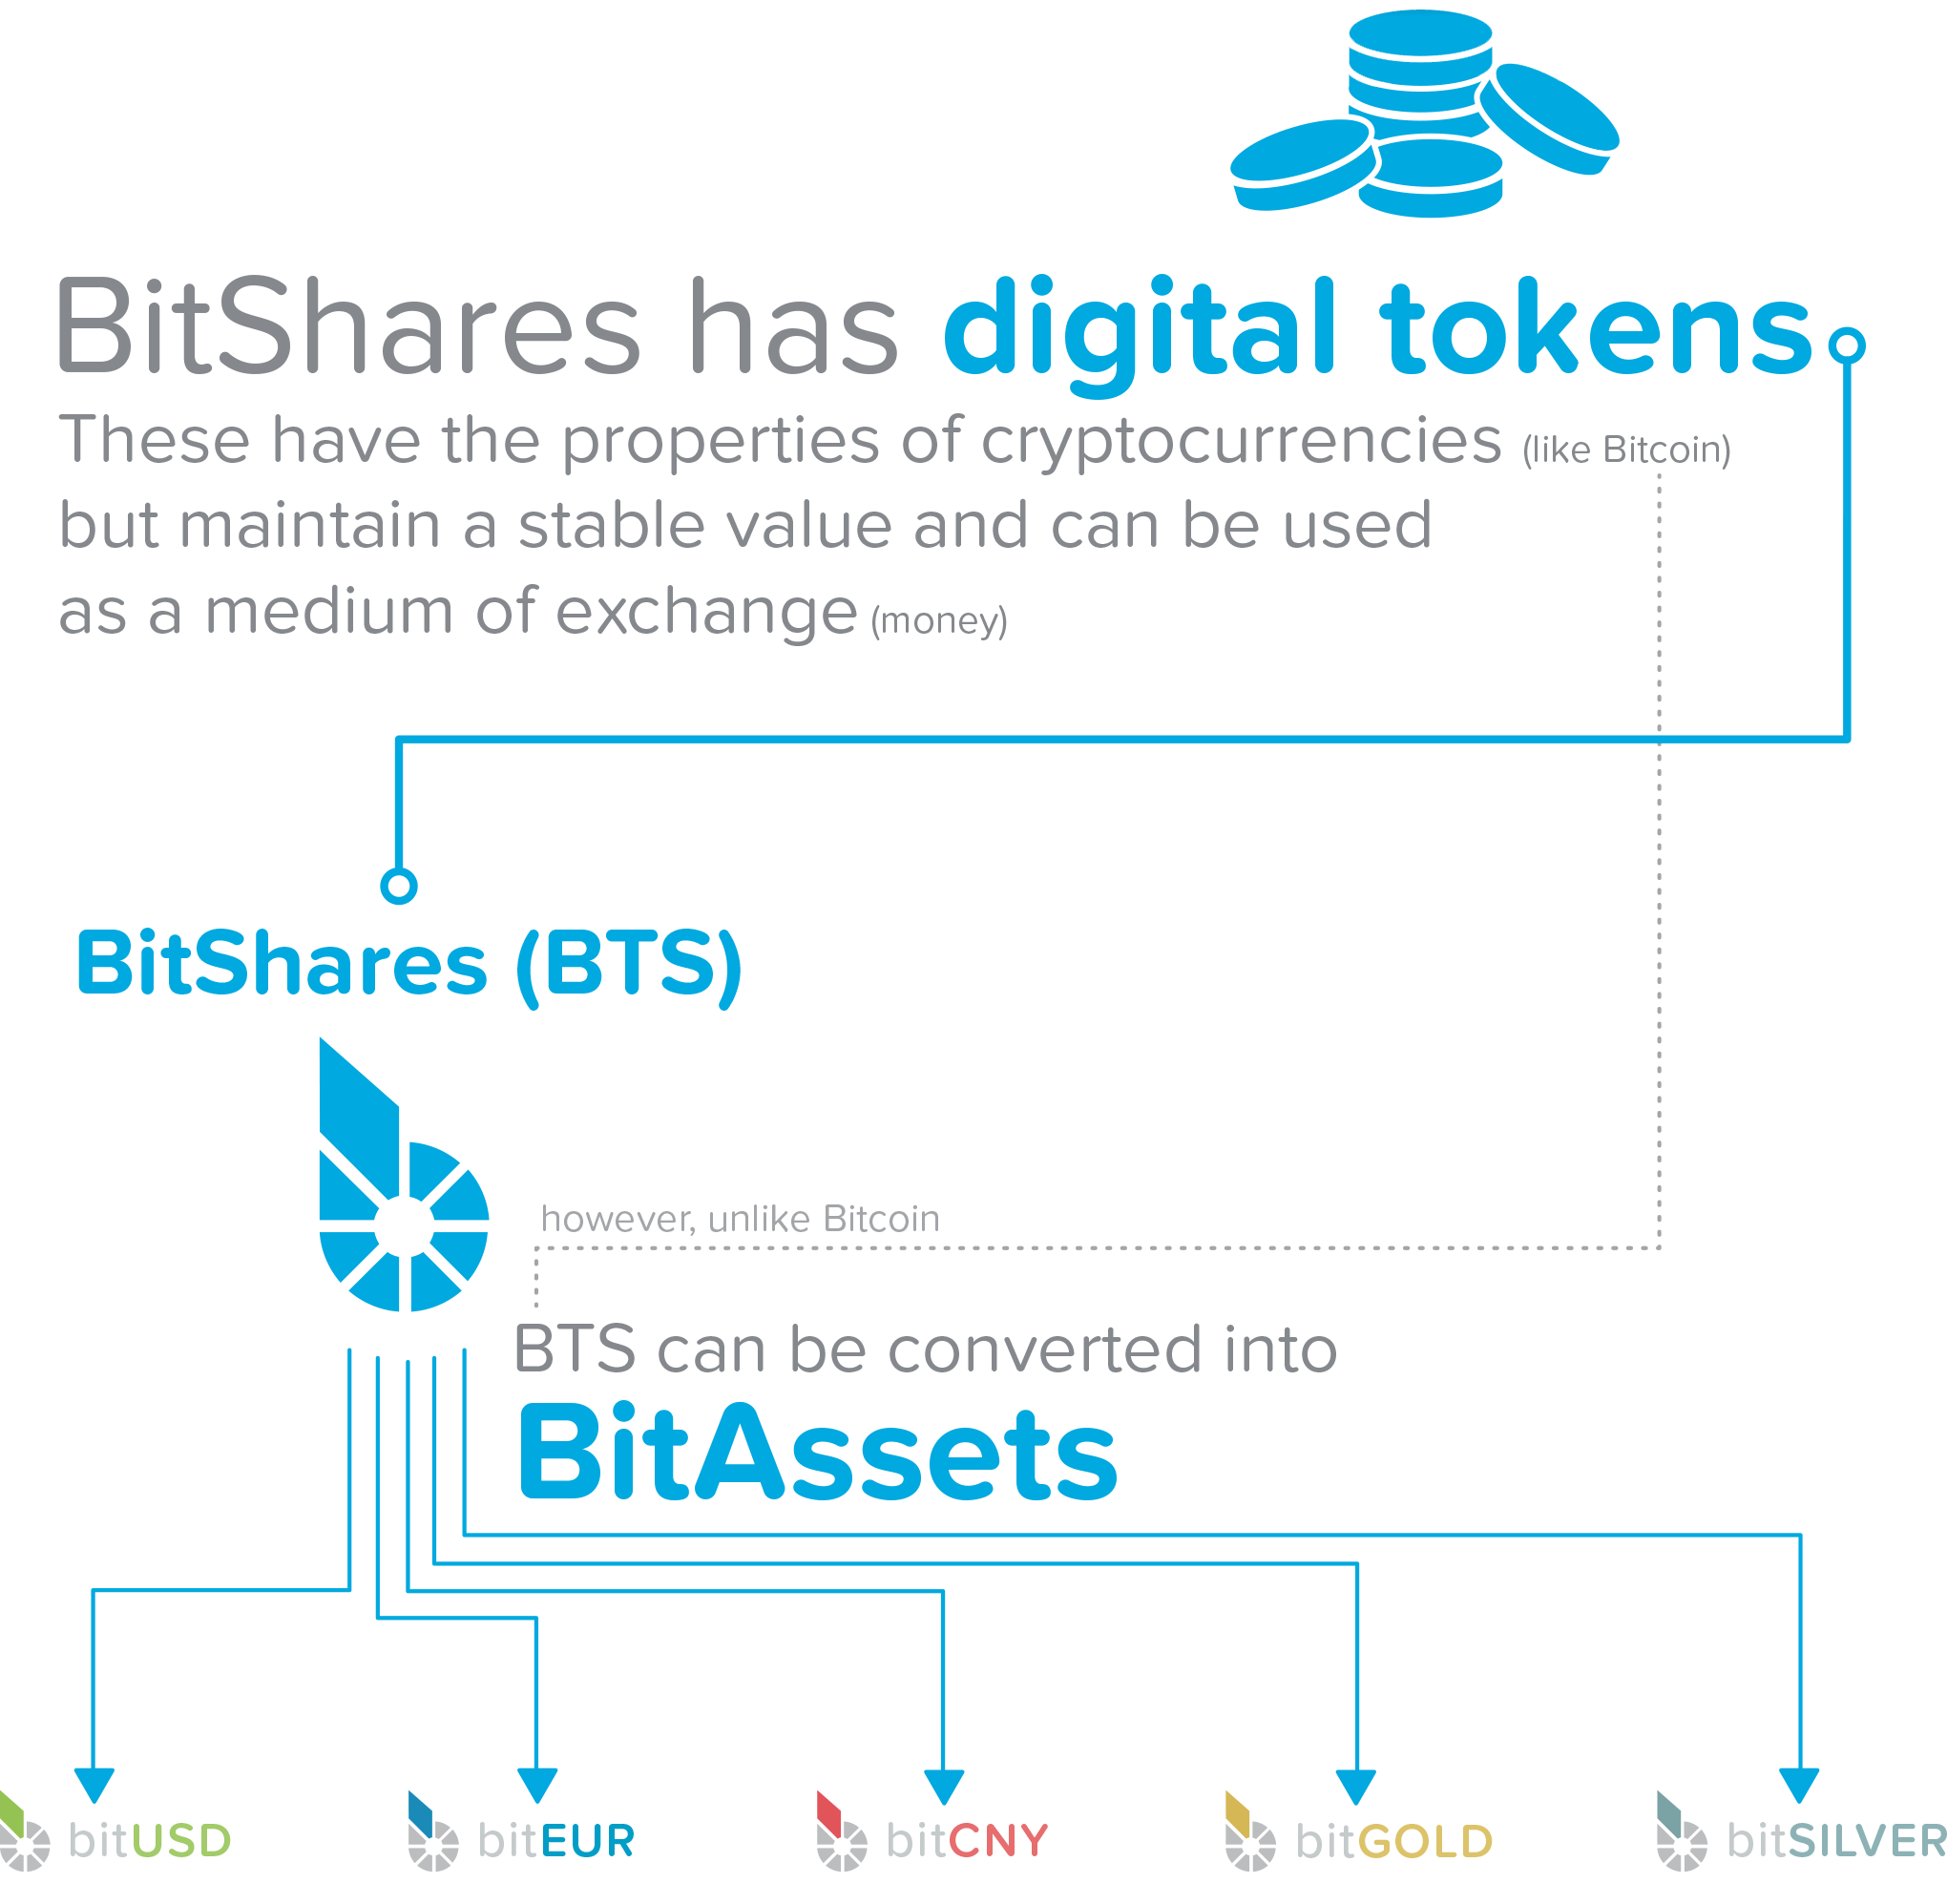 BitShares has digital tokens
These have the properties of cryptocurrencies (like Bitcoin)
but maintain a stable value and can be used
as a medium of exchange (money)
BitShares (BTS)
however, unlike Bitcoin
BTS can be converted into
BitAssets
bitUSD
bitEUR
bitCNY
bitGOLD
bitSILVER